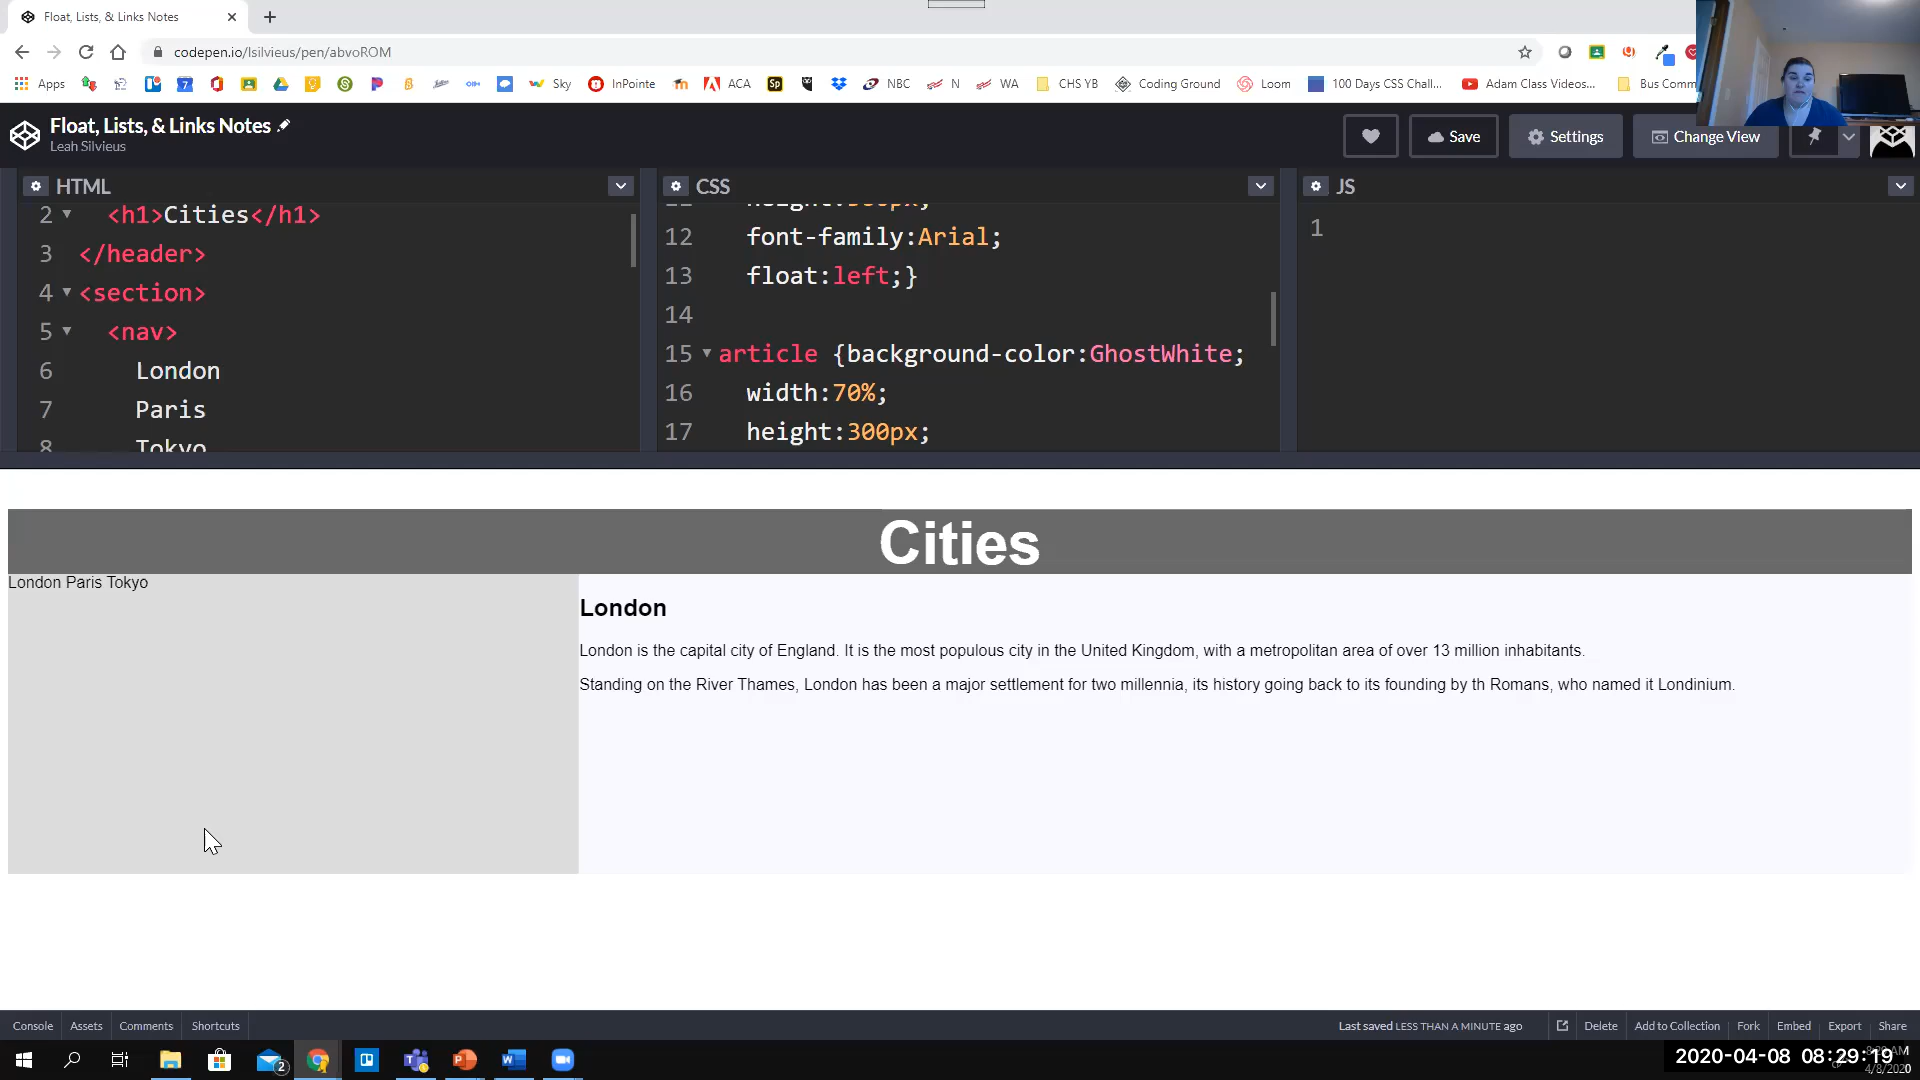 Float, Lists, & Links Notes
codepen.io/lsilvieus/pen/abvoROM
Apps
Sky
InPointe
ACA
NBC
N
WA
CHS YB
Coding Ground
Loom
100 Days CSS Chall...
Adam Class Videos...
Bus Comm
Float, Lists, & Links Notes
Leah Silvieus
Save
Settings
Change View
HTML
CSS
JS
2 <h1>Cities</h1>
3 </header>
4 <section>
5 <nav>
6 London
7 Paris
8 Tokyo
12 font-family:Arial;
13 float:left;}
14
15 article {background-color:GhostWhite;
16 width:70%;
17 height:300px;
1
Cities
London Paris Tokyo
London
London is the capital city of England. It is the most populous city in the United Kingdom, with a metropolitan area of over 13 million inhabitants.
Standing on the River Thames, London has been a major settlement for two millennia, its history going back to its founding by th Romans, who named it Londinium.
Console
Assets
Comments
Shortcuts
Last saved LESS THAN A MINUTE ago
Delete
Add to Collection
Fork
Embed
Export
Share
2020-04-08 08:29:19
4/8/2020